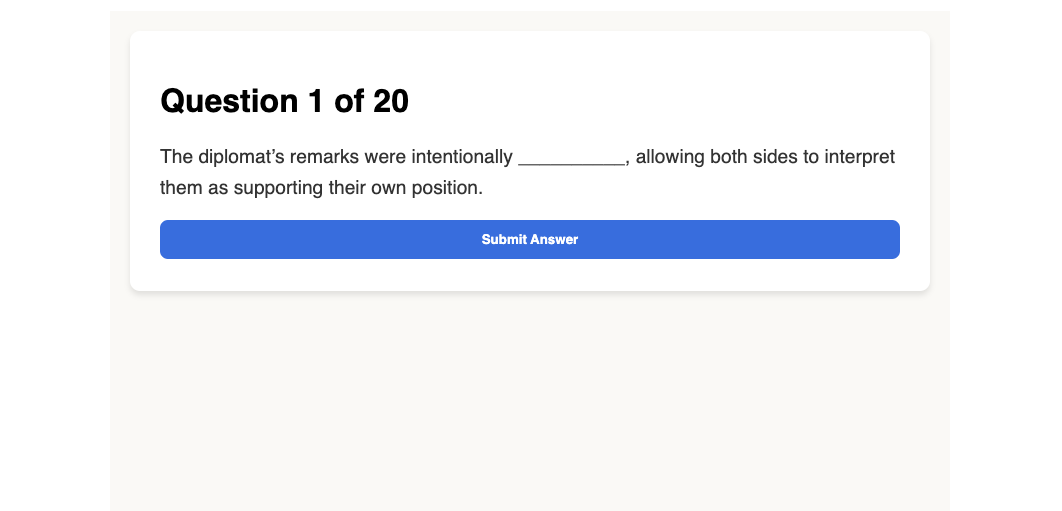 Question 1 of 20
The diplomat’s remarks were intentionally __________, allowing both sides to interpret
them as supporting their own position.
Submit Answer